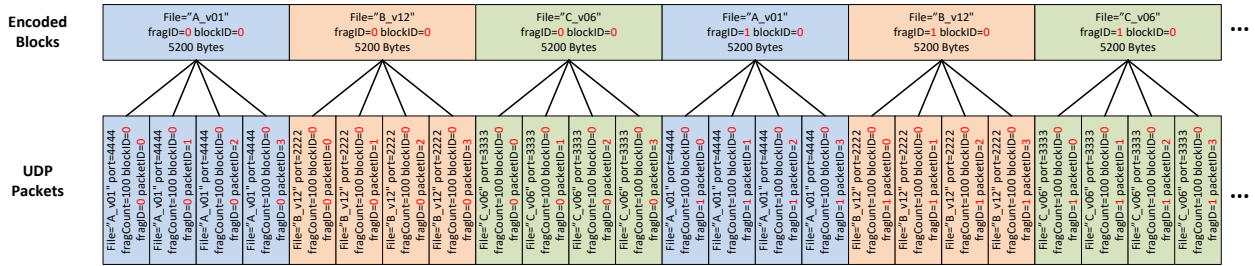 Encoded
Blocks
File="A_v01"
fragID=0 blockID=0
5200 Bytes
File="B_v12"
fragID=0 blockID=0
5200 Bytes
File="C_v06"
fragID=0 blockID=0
5200 Bytes
File="A_v01"
fragID=1 blockID=0
5200 Bytes
File="B_v12"
fragID=1 blockID=0
5200 Bytes
File="C_v06"
fragID=1 blockID=0
5200 Bytes
...
UDP
Packets
File="A_v01" port=4444
fragCount=100 blockID=0
fragID=0 packetID=0
File="A_v01" port=4444
fragCount=100 blockID=0
fragID=0 packetID=1
File="A_v01" port=4444
fragCount=100 blockID=0
fragID=0 packetID=2
File="A_v01" port=4444
fragCount=100 blockID=0
fragID=0 packetID=3
File="B_v12" port=2222
fragCount=100 blockID=0
fragID=0 packetID=0
File="B_v12" port=2222
fragCount=100 blockID=0
fragID=0 packetID=1
File="B_v12" port=2222
fragCount=100 blockID=0
fragID=0 packetID=2
File="B_v12" port=2222
fragCount=100 blockID=0
fragID=0 packetID=3
File="C_v06" port=3333
fragCount=100 blockID=0
fragID=0 packetID=0
File="C_v06" port=3333
fragCount=100 blockID=0
fragID=0 packetID=1
File="C_v06" port=3333
fragCount=100 blockID=0
fragID=0 packetID=2
File="C_v06" port=3333
fragCount=100 blockID=0
fragID=0 packetID=3
File="A_v01" port=4444
fragCount=100 blockID=0
fragID=1 packetID=0
File="A_v01" port=4444
fragCount=100 blockID=0
fragID=1 packetID=1
File="A_v01" port=4444
fragCount=100 blockID=0
fragID=1 packetID=2
File="A_v01" port=4444
fragCount=100 blockID=0
fragID=1 packetID=3
File="B_v12" port=2222
fragCount=100 blockID=0
fragID=1 packetID=0
File="B_v12" port=2222
fragCount=100 blockID=0
fragID=1 packetID=1
File="B_v12" port=2222
fragCount=100 blockID=0
fragID=1 packetID=2
File="B_v12" port=2222
fragCount=100 blockID=0
fragID=1 packetID=3
File="C_v06" port=3333
fragCount=100 blockID=0
fragID=1 packetID=0
File="C_v06" port=3333
fragCount=100 blockID=0
fragID=1 packetID=1
File="C_v06" port=3333
fragCount=100 blockID=0
fragID=1 packetID=2
File="C_v06" port=3333
fragCount=100 blockID=0
fragID=1 packetID=3
...